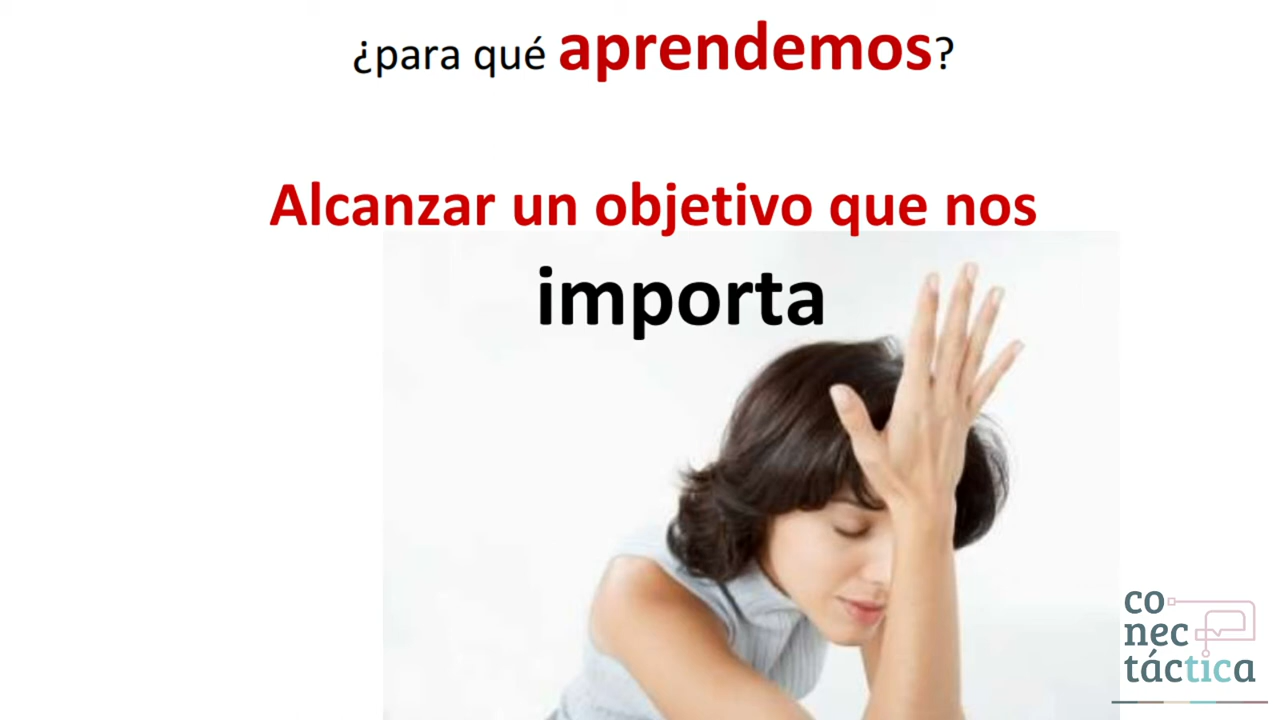 ¿para qué aprendemos?
Alcanzar un objetivo que nos
importa
co
nec
táctica